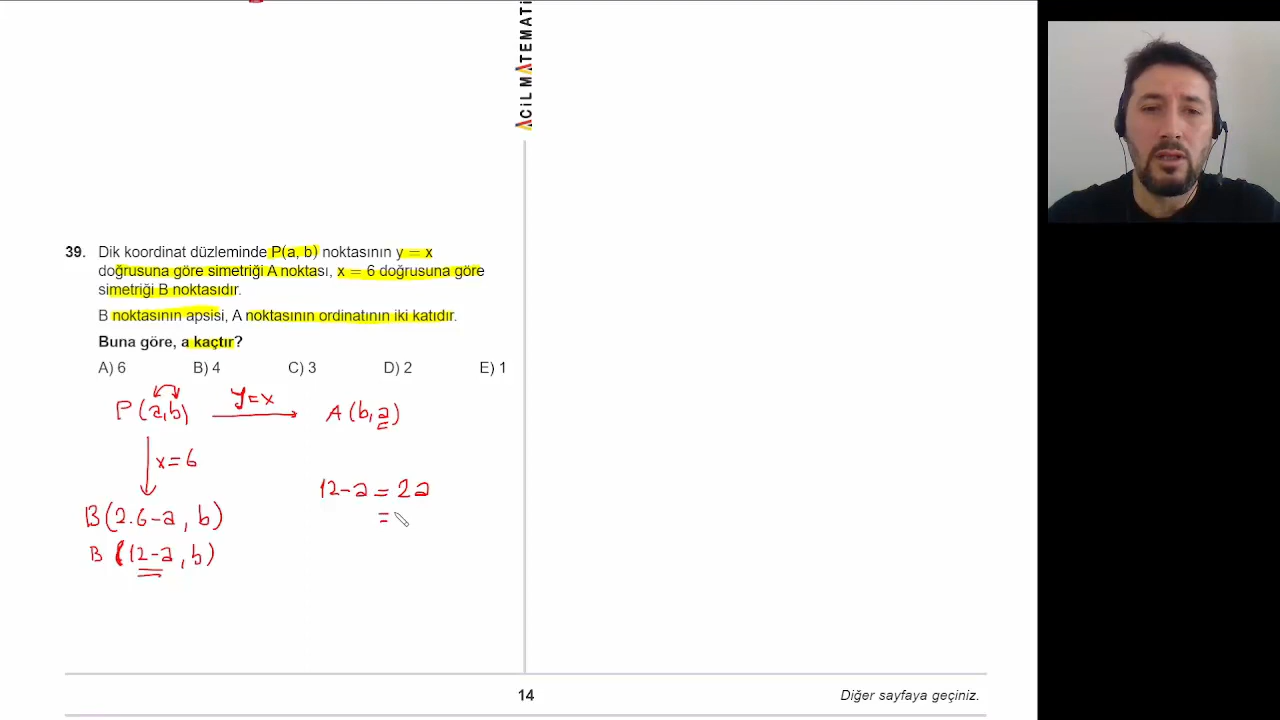 ACİLMATEMATİ
39. Dik koordinat düzleminde P(a, b) noktasının y = x
doğrusuna göre simetriği A noktası, x = 6 doğrusuna göre
simetriği B noktasıdır.
B noktasının apsisi, A noktasının ordinatının iki katıdır.
Buna göre, a kaçtır?
A) 6 B) 4 C) 3 D) 2 E) 1
P(a,b) y=x A(b,a)
x=6
12-a = 2a
B(2.6-a, b) =
B (12-a, b)
14
Diğer sayfaya geçiniz.